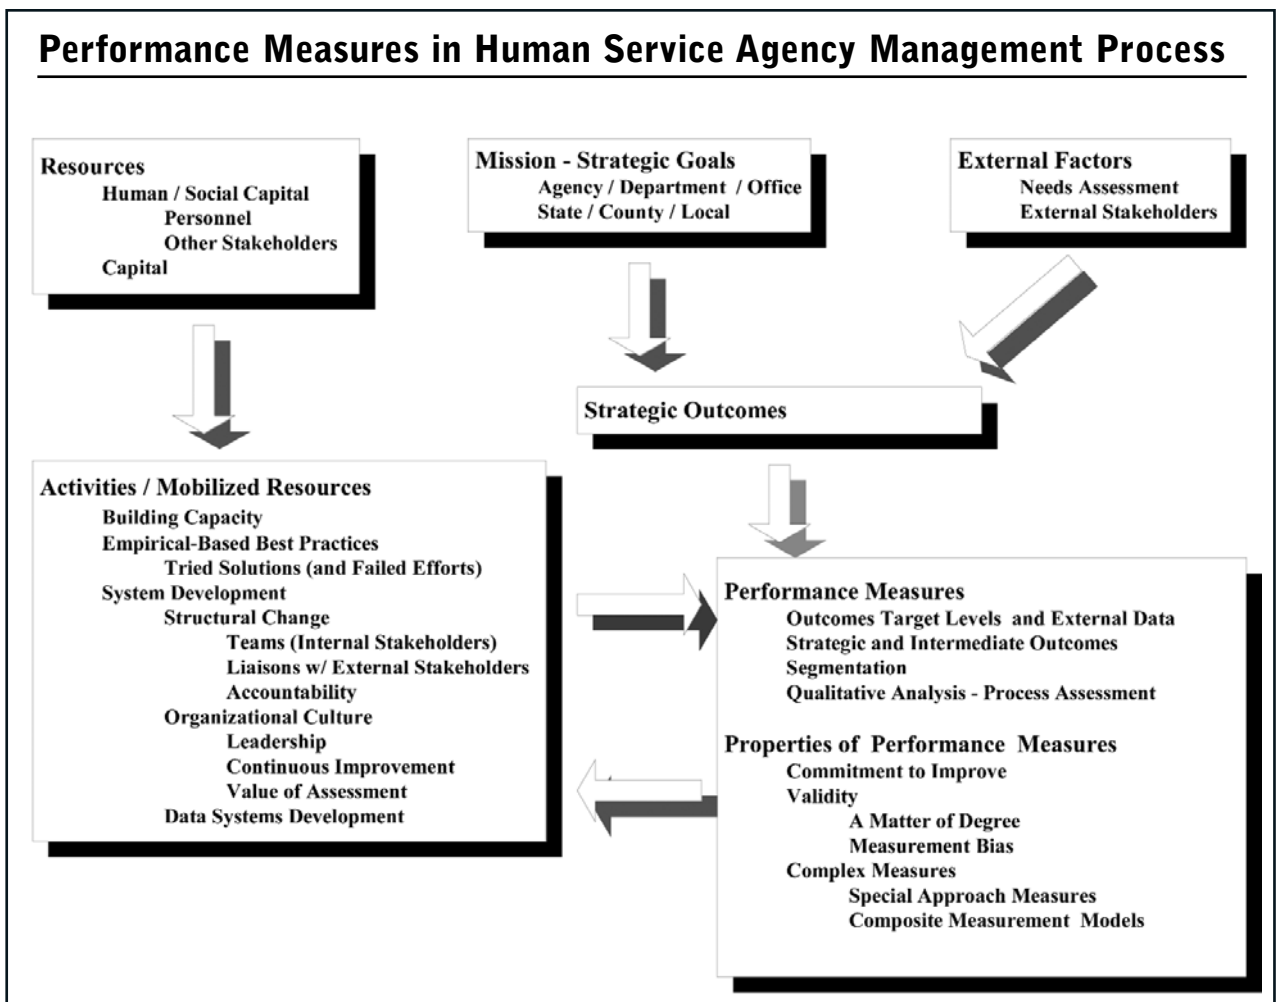 Performance Measures in Human Service Agency Management Process
Resources
Human / Social Capital
Personnel
Other Stakeholders
Capital
Mission - Strategic Goals
Agency / Department / Office
State / County / Local
External Factors
Needs Assessment
External Stakeholders
Strategic Outcomes
Activities / Mobilized Resources
Building Capacity
Empirical-Based Best Practices
Tried Solutions (and Failed Efforts)
System Development
Structural Change
Teams (Internal Stakeholders)
Liaisons w/ External Stakeholders
Accountability
Organizational Culture
Leadership
Continuous Improvement
Value of Assessment
Data Systems Development
Performance Measures
Outcomes Target Levels and External Data
Strategic and Intermediate Outcomes
Segmentation
Qualitative Analysis - Process Assessment
Properties of Performance Measures
Commitment to Improve
Validity
A Matter of Degree
Measurement Bias
Complex Measures
Special Approach Measures
Composite Measurement Models